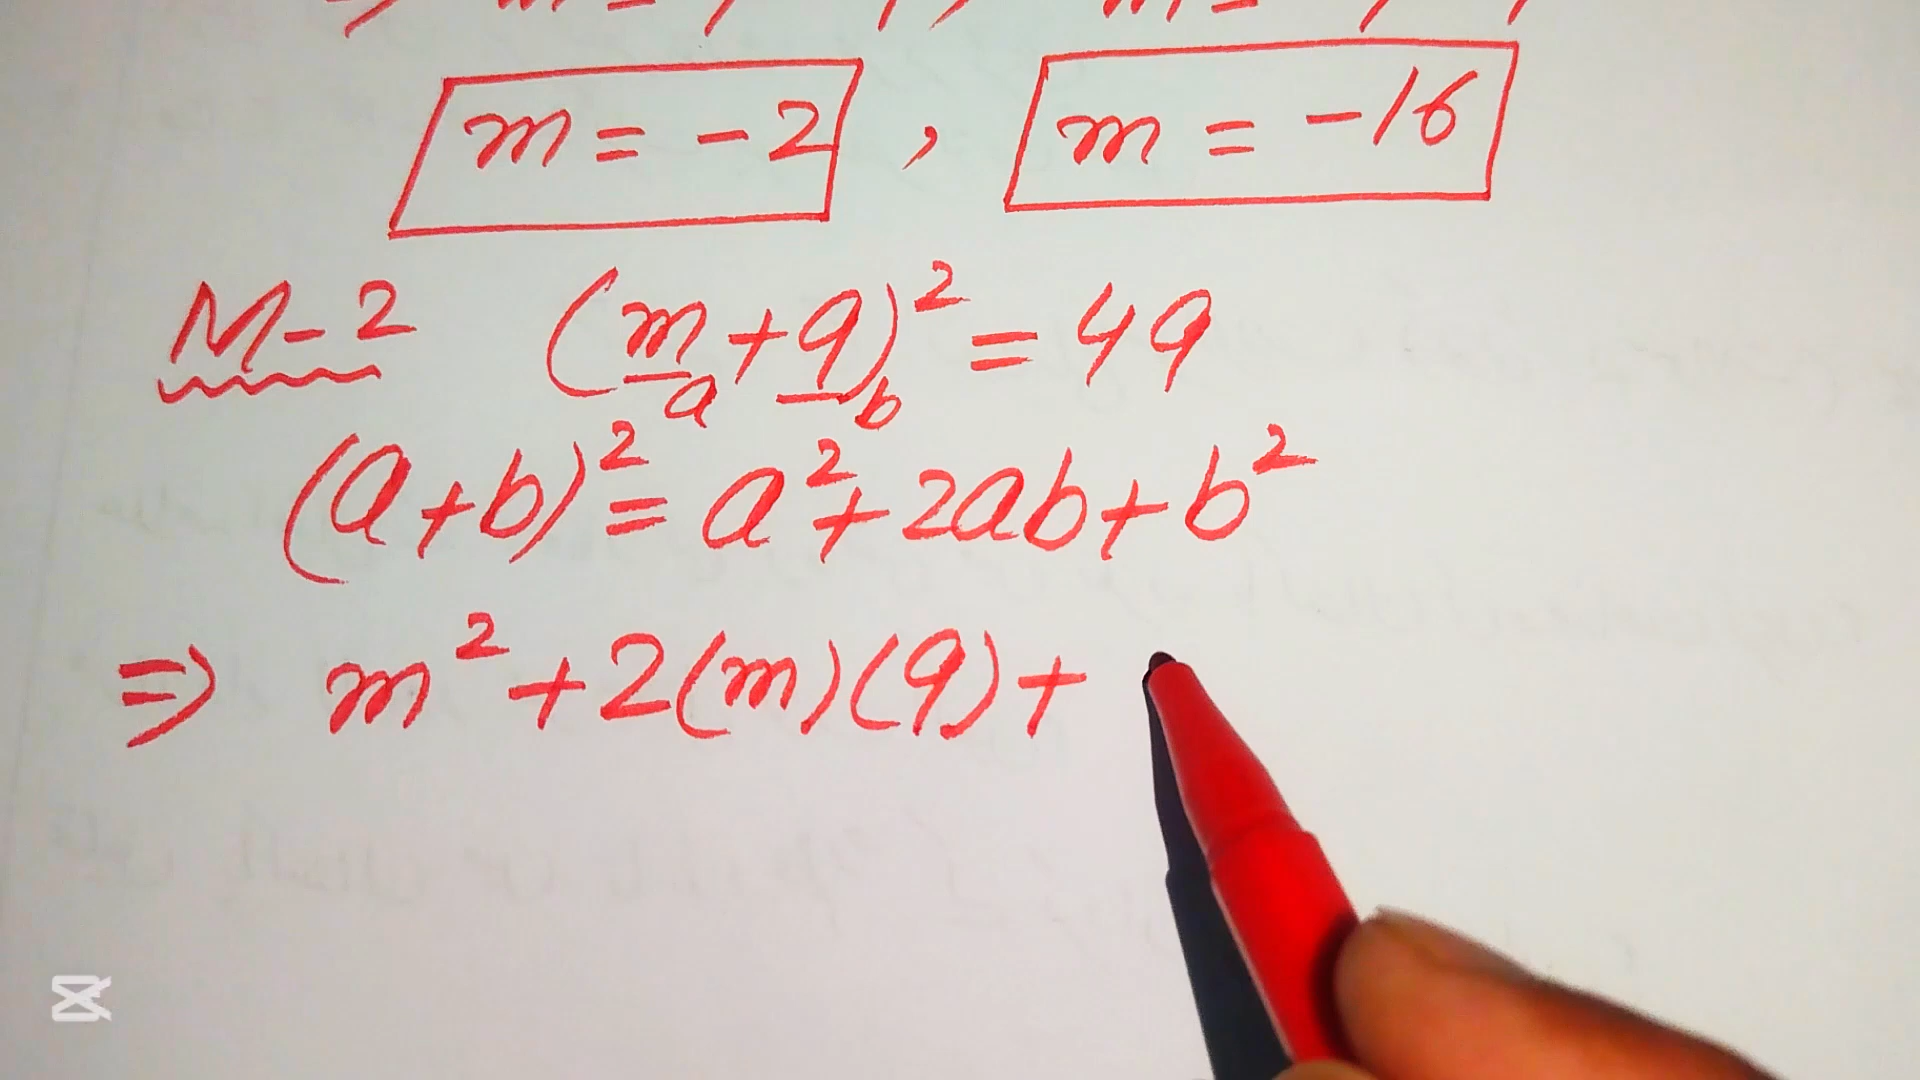 m = -2 , m = -16
M-2 (m+9)² = 49
a b
(a+b)² = a² + 2ab + b²
⇒ m² + 2(m)(9) +